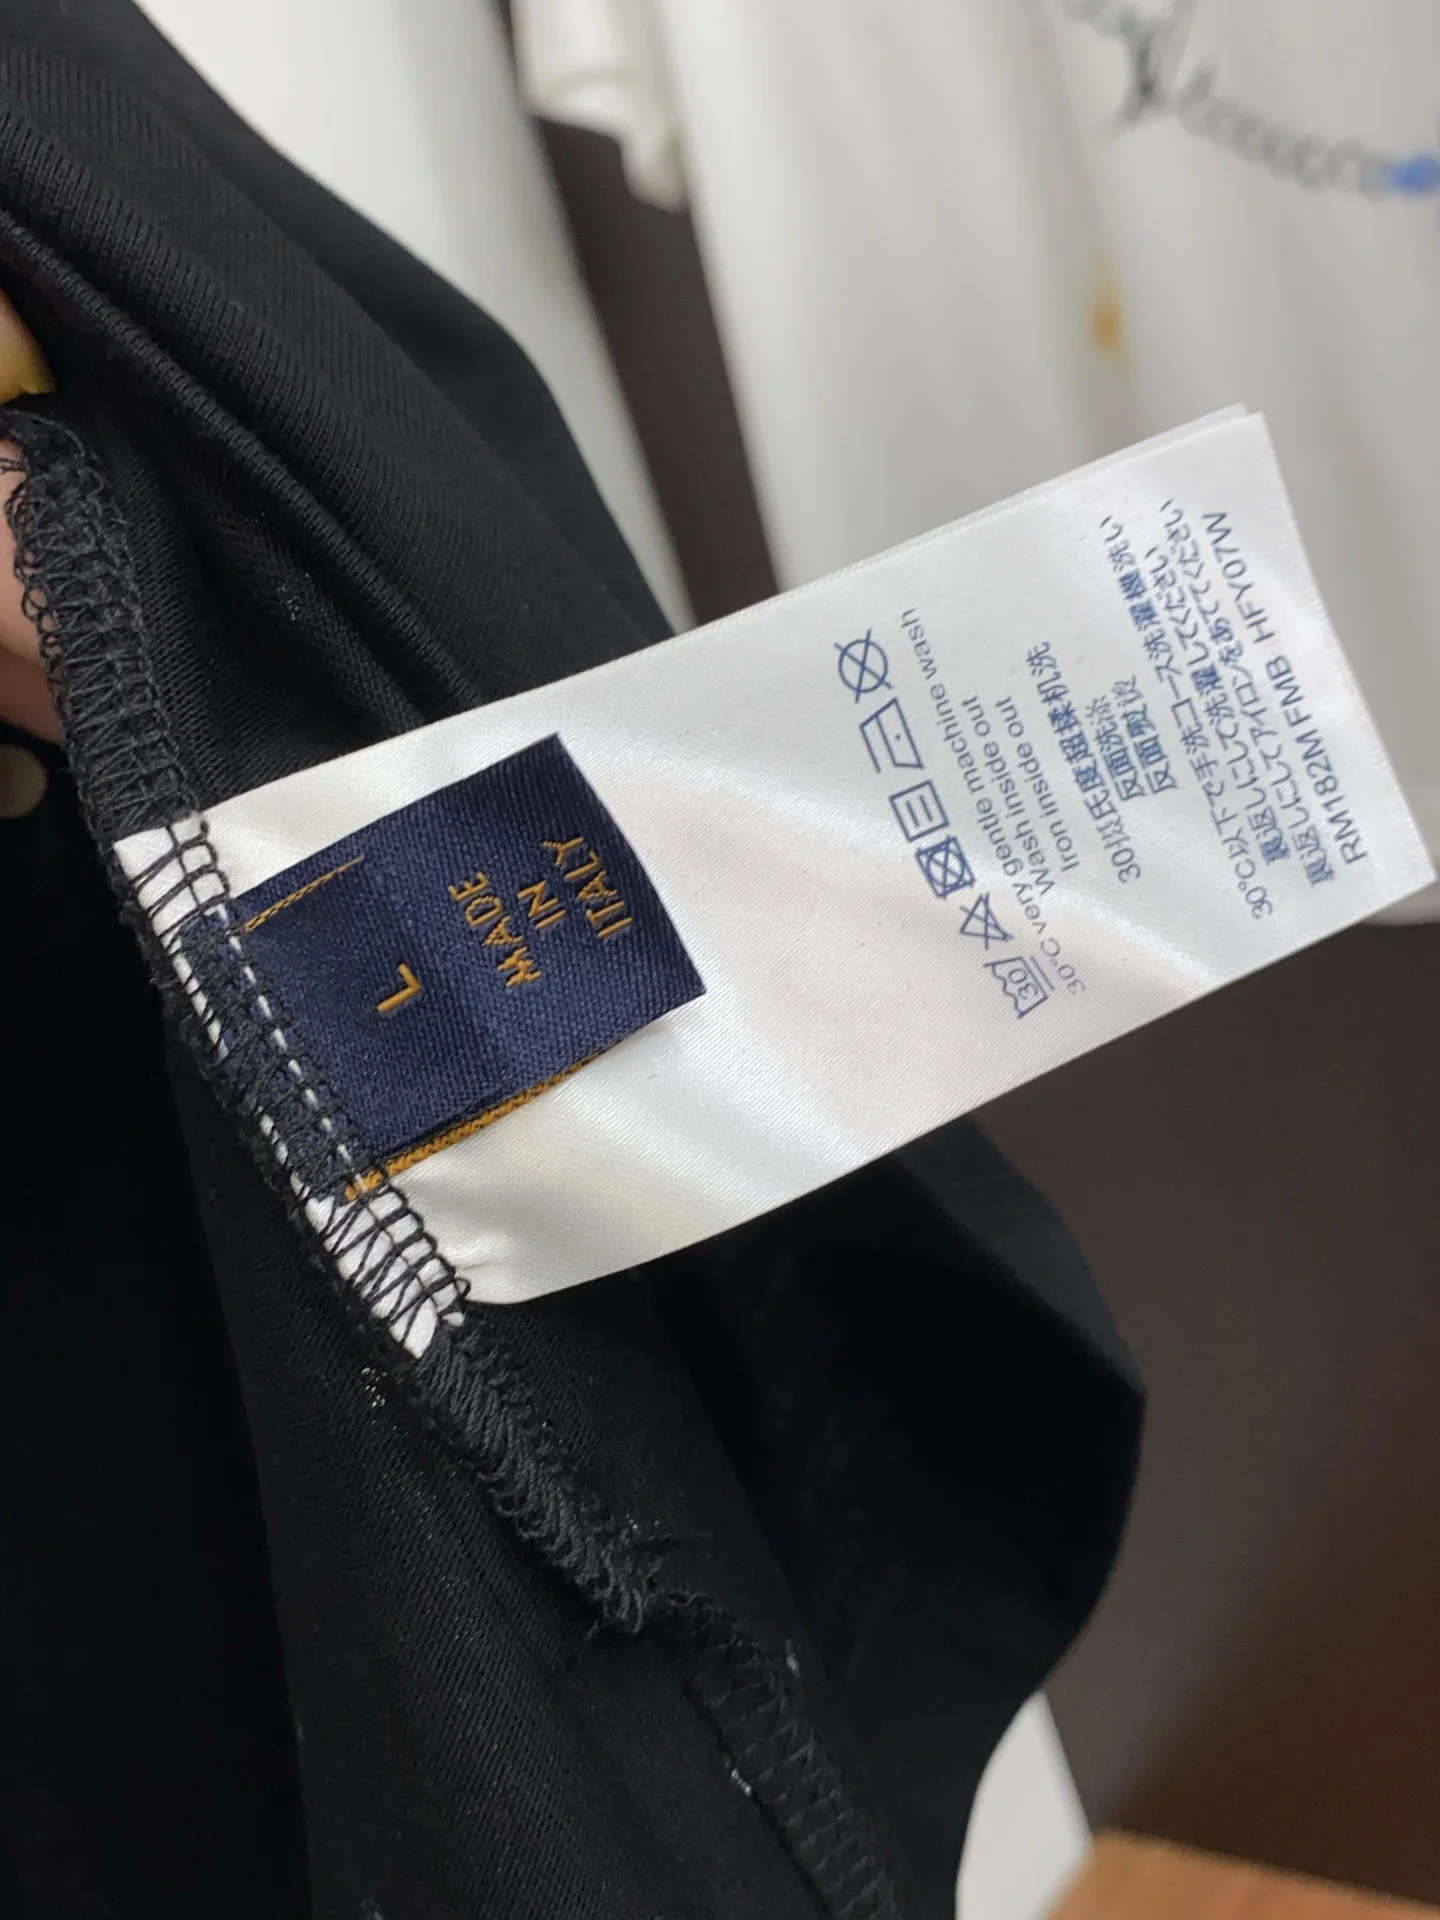 L
MADE
IN
ITALY
30
30°C very gentle machine wash
Wash inside out
Iron inside out
30摄氏度超柔机洗
反面洗涤
反面熨烫
30℃以下で手洗コース洗濯機洗い,
裏返しにして洗濯してください,
裏返しにしてアイロンをあててください,
RM182M FMB HFY07W